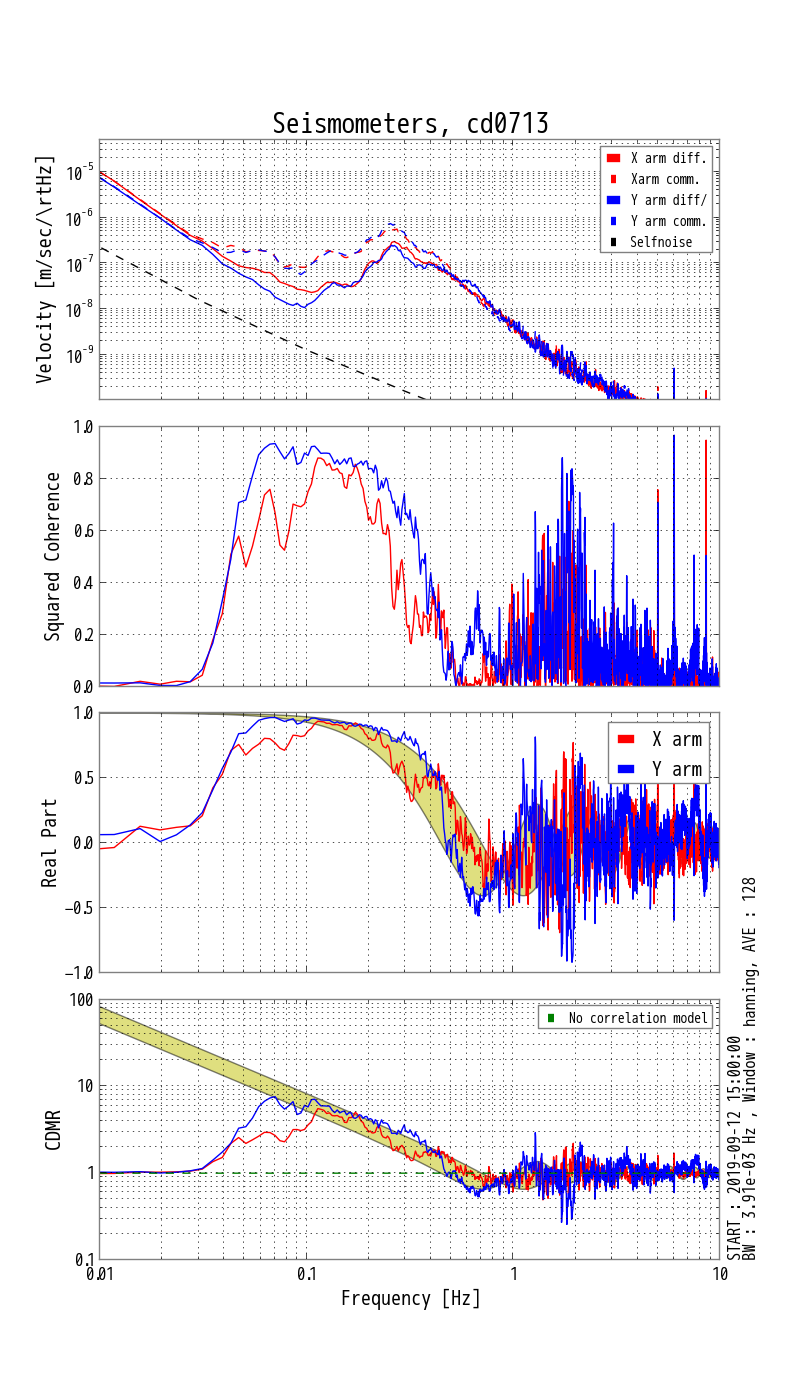 Seismometers, cd0713
Velocity [m/sec/\rtHz]
10^-5
10^-6
10^-7
10^-8
10^-9
X arm diff.
Xarm comm.
Y arm diff/
Y arm comm.
Selfnoise
Squared Coherence
1.0
0.8
0.6
0.4
0.2
0.0
Real Part
1.0
0.5
0.0
−0.5
−1.0
X arm
Y arm
CDMR
100
10
1
0.1
No correlation model
0.01
0.1
1
10
Frequency [Hz]
START : 2019-09-12 15:00:00
BW : 3.91e-03 Hz , Window : hanning, AVE : 128